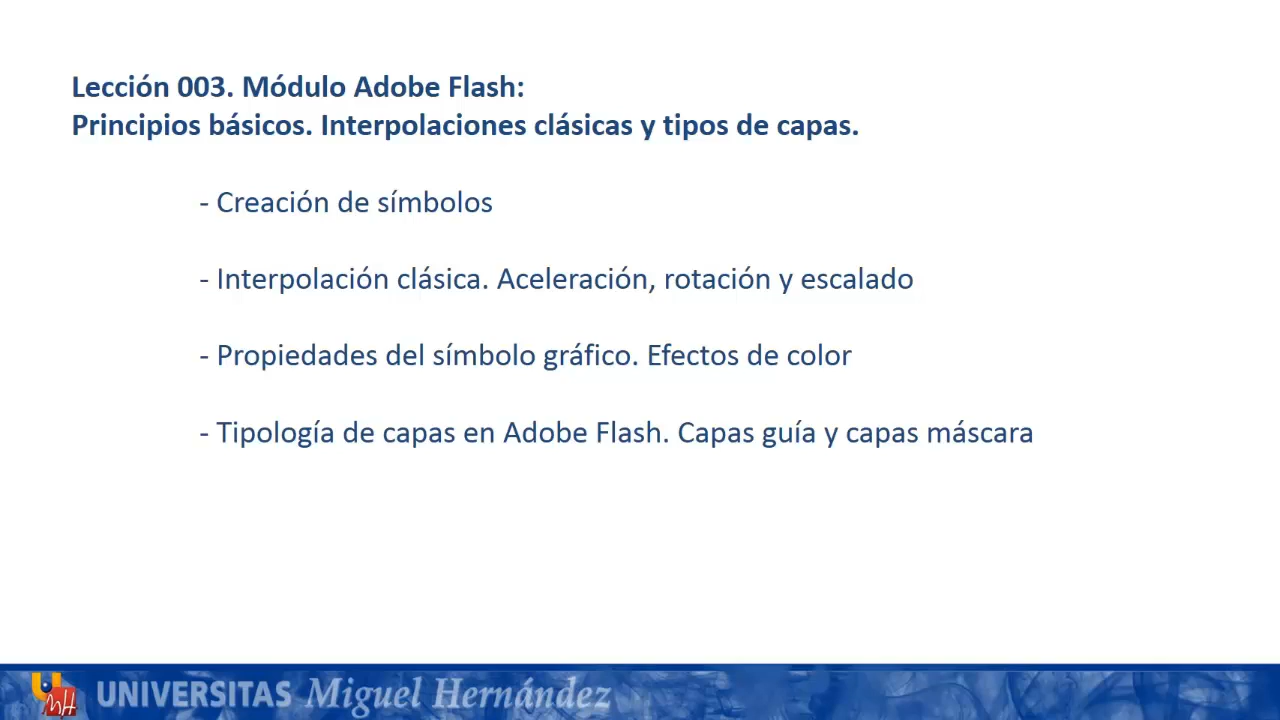 Lección 003. Módulo Adobe Flash:
Principios básicos. Interpolaciones clásicas y tipos de capas.
- Creación de símbolos
- Interpolación clásica. Aceleración, rotación y escalado
- Propiedades del símbolo gráfico. Efectos de color
- Tipología de capas en Adobe Flash. Capas guía y capas máscara
UMH UNIVERSITAS Miguel Hernández